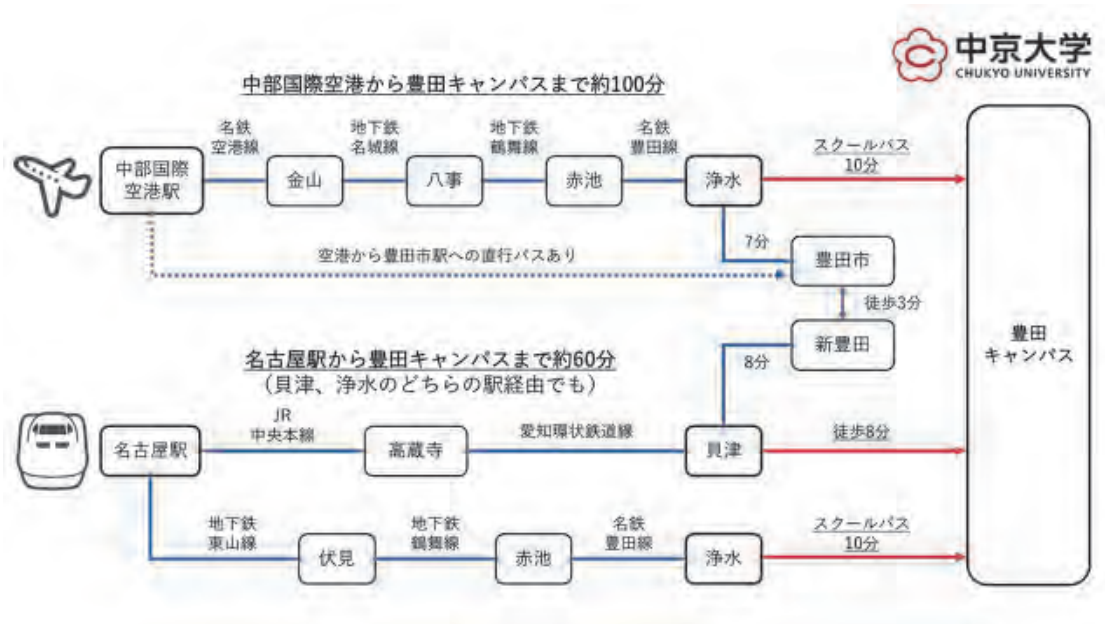 中京大学
CHUKYO UNIVERSITY
中部国際空港から豊田キャンパスまで約100分
名鉄
空港線
地下鉄
名城線
地下鉄
鶴舞線
名鉄
豊田線
スクールバス
10分
中部国際
空港駅
金山
八事
赤池
浄水
7分
空港から豊田市駅への直行バスあり
豊田市
徒歩3分
新豊田
8分
豊田
キャンパス
名古屋駅から豊田キャンパスまで約60分
（貝津、浄水のどちらの駅経由でも）
JR
中央本線
愛知環状鉄道線
徒歩8分
名古屋駅
高蔵寺
貝津
地下鉄
東山線
地下鉄
鶴舞線
名鉄
豊田線
スクールバス
10分
伏見
赤池
浄水